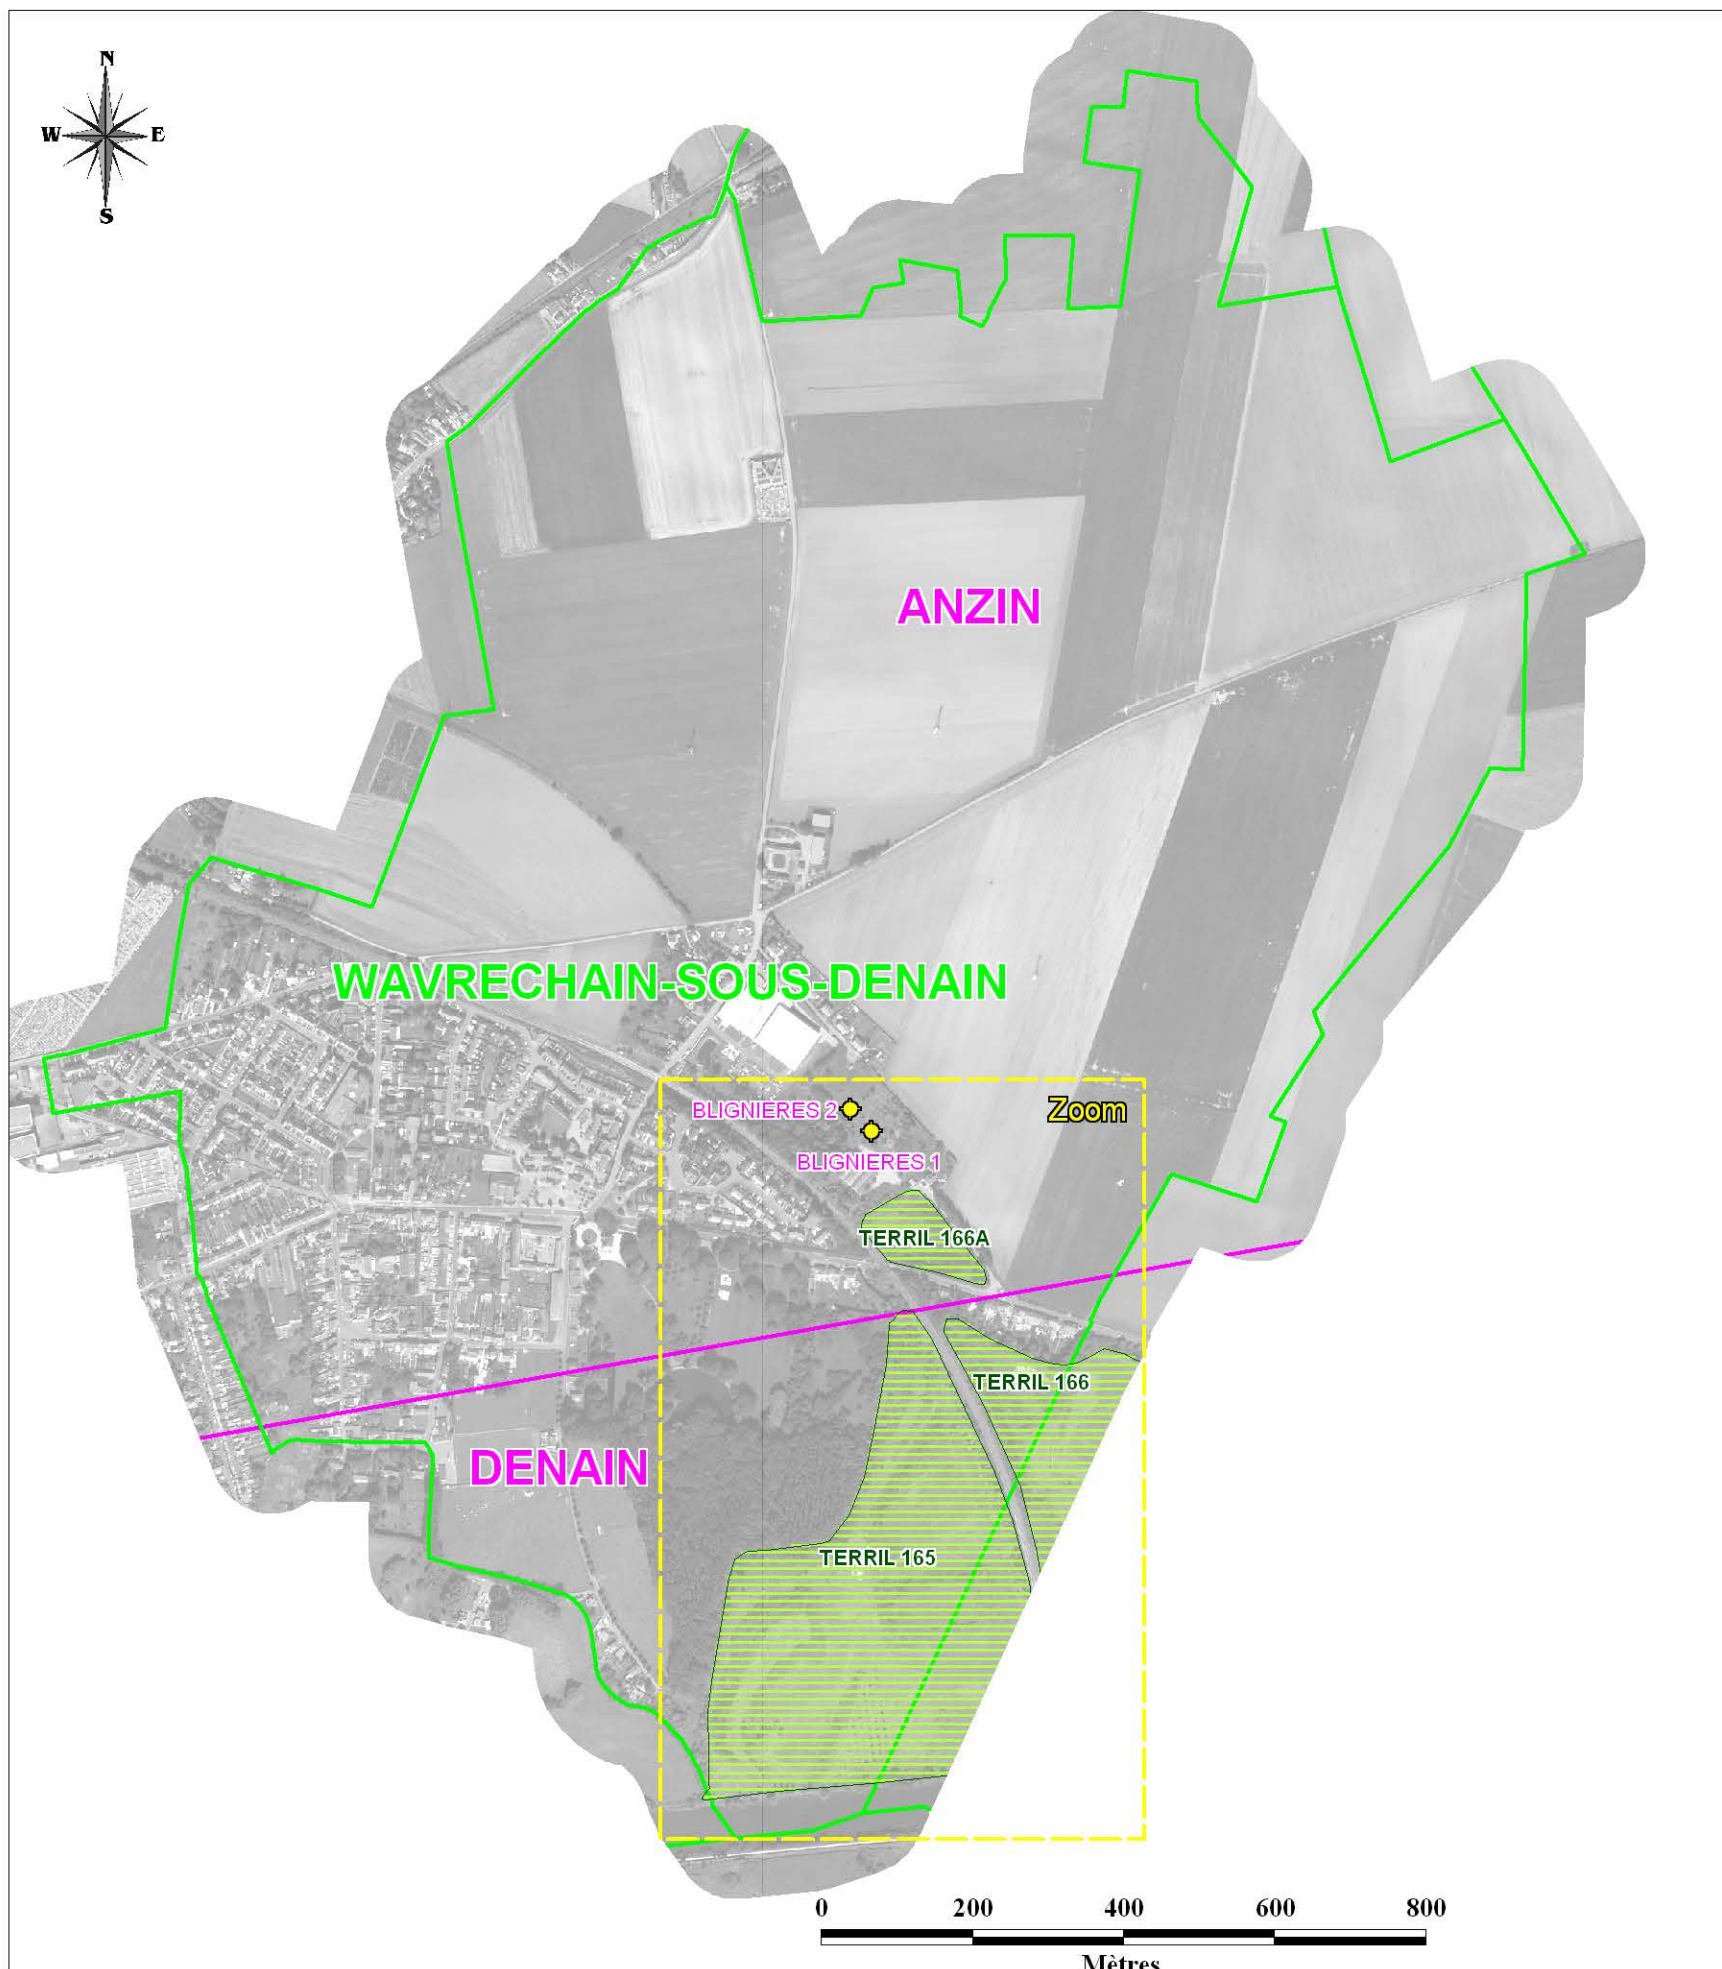 N
W E
S
ANZIN
WAVRECHAIN-SOUS-DENAIN
Zoom
BLIGNIERES 2
BLIGNIERES 1
TERRIL 166A
TERRIL 166
DENAIN
TERRIL 165
0 200 400 600 800
Mètres